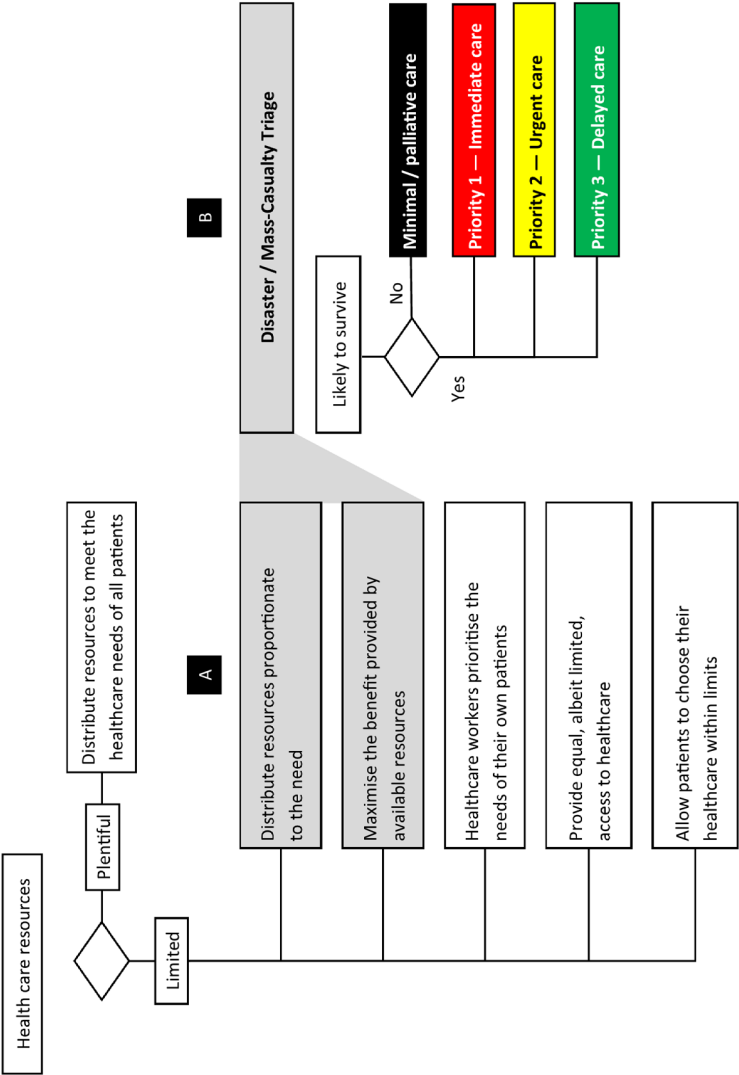 Health care resources
Plentiful
Distribute resources to meet the
healthcare needs of all patients
Limited
A
Distribute resources proportionate
to the need
Maximise the benefit provided by
available resources
Healthcare workers prioritise the
needs of their own patients
Provide equal, albeit limited,
access to healthcare
Allow patients to choose their
healthcare within limits
B
Disaster / Mass-Casualty Triage
Likely to survive
No
Yes
Minimal / palliative care
Priority 1 — Immediate care
Priority 2 — Urgent care
Priority 3 — Delayed care